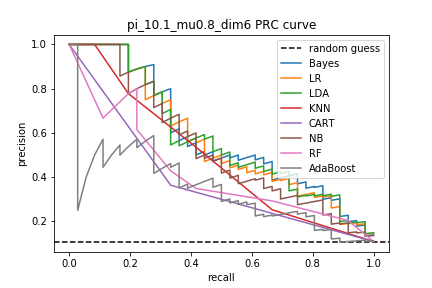 pi_10.1_mu0.8_dim6 PRC curve
1.0
0.8
0.6
0.4
0.2
precision
0.0
0.2
0.4
0.6
0.8
1.0
recall
random guess
Bayes
LR
LDA
KNN
CART
NB
RF
AdaBoost